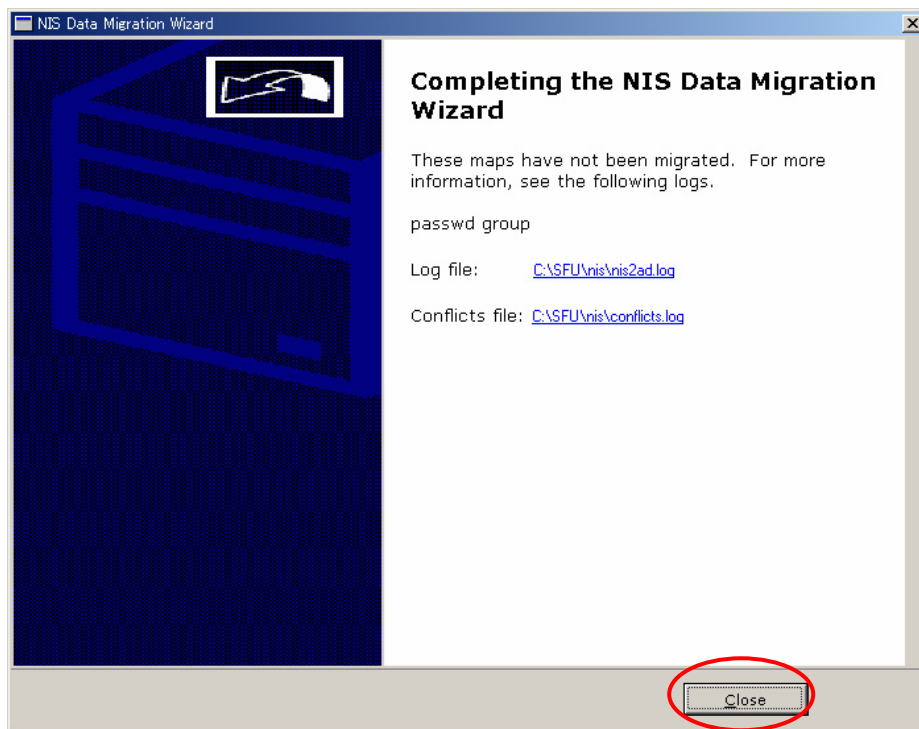 NIS Data Migration Wizard
Completing the NIS Data Migration
Wizard
These maps have not been migrated. For more
information, see the following logs.
passwd group
Log file: C:\SFU\nis\nis2ad.log
Conflicts file: C:\SFU\nis\conflicts.log
Close